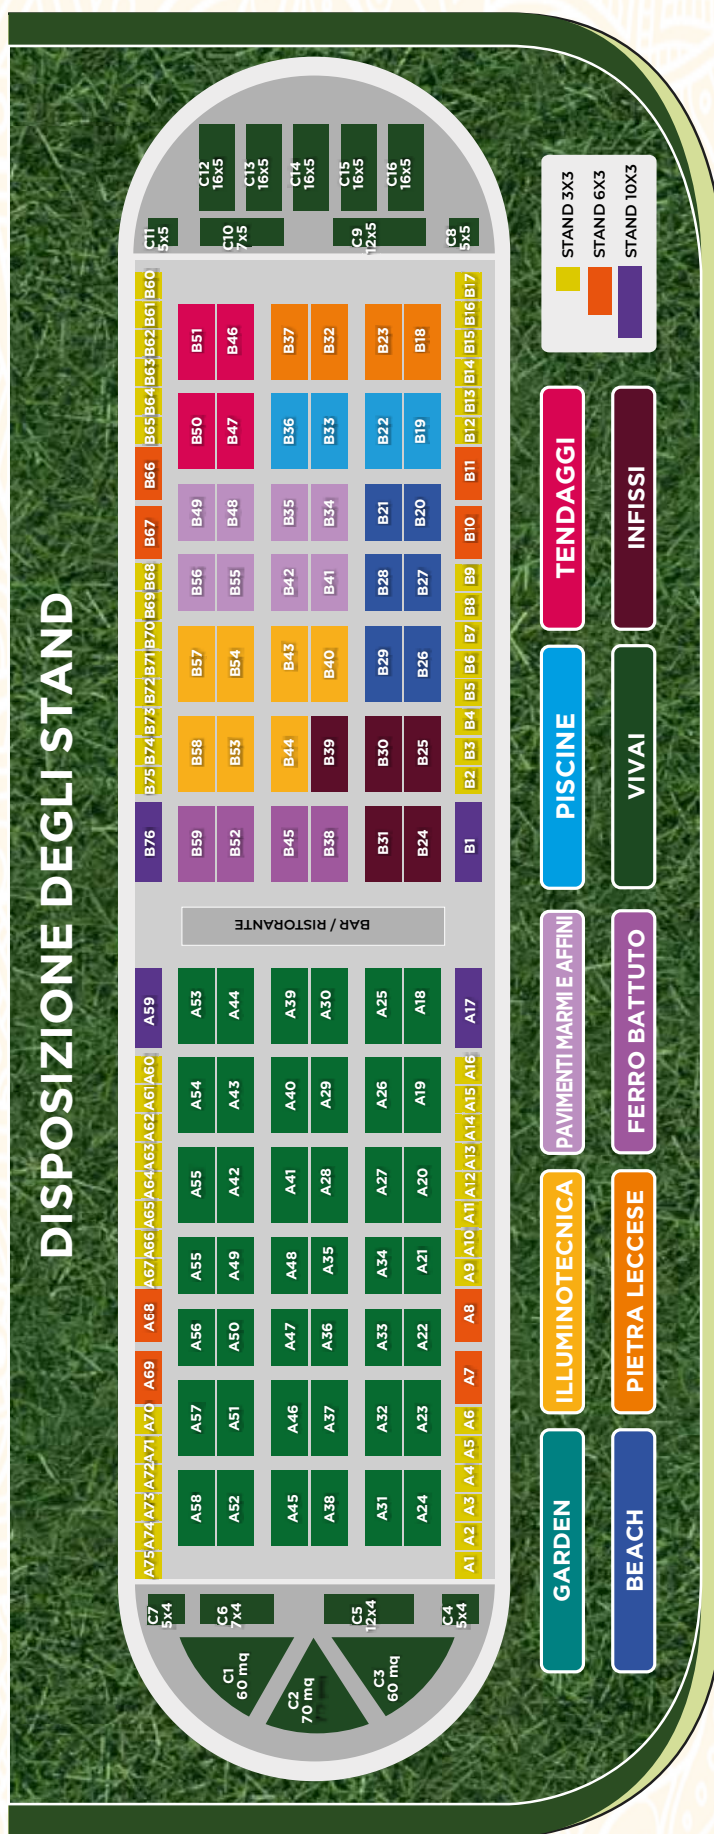 DISPOSIZIONE DEGLI STAND
C7
5x4
C6
7x4
C5
12x4
C4
5x4
C1
60 mq
C2
70 mq
C3
60 mq
A75 A74 A73 A72 A71 A70 A69 A68 A67 A66 A65 A64 A63 A62 A61 A60 A59
A58 A57 A56 A55 A55 A54 A53
A52 A51 A50 A49 A42 A43 A44
A45 A46 A47 A48 A41 A40 A39
A38 A37 A36 A35 A28 A29 A30
A31 A32 A33 A34 A27 A26 A25
A24 A23 A22 A21 A20 A19 A18
A1 A2 A3 A4 A5 A6 A7 A8 A9 A10 A11 A12 A13 A14 A15 A16 A17
BAR / RISTORANTE
B76 B75 B74 B73 B72 B71 B70 B69 B68 B67 B66 B65 B64 B63 B62 B61 B60
B59 B58 B57 B56 B49 B50 B51
B52 B53 B54 B55 B48 B47 B46
B45 B44 B43 B42 B35 B36 B37
B38 B39 B40 B41 B34 B33 B32
B31 B30 B29 B28 B21 B22 B23
B24 B25 B26 B27 B20 B19 B18
B1 B2 B3 B4 B5 B6 B7 B8 B9 B10 B11 B12 B13 B14 B15 B16 B17
C11
5x5
C10
7x5
C9
12x5
C8
5x5
C12
16x5
C13
16x5
C14
16x5
C15
16x5
C16
16x5
GARDEN
ILLUMINOTECNICA
PAVIMENTI MARMI E AFFINI
PISCINE
TENDAGGI
BEACH
PIETRA LECCESE
FERRO BATTUTO
VIVAI
INFISSI
STAND 3X3
STAND 6X3
STAND 10X3